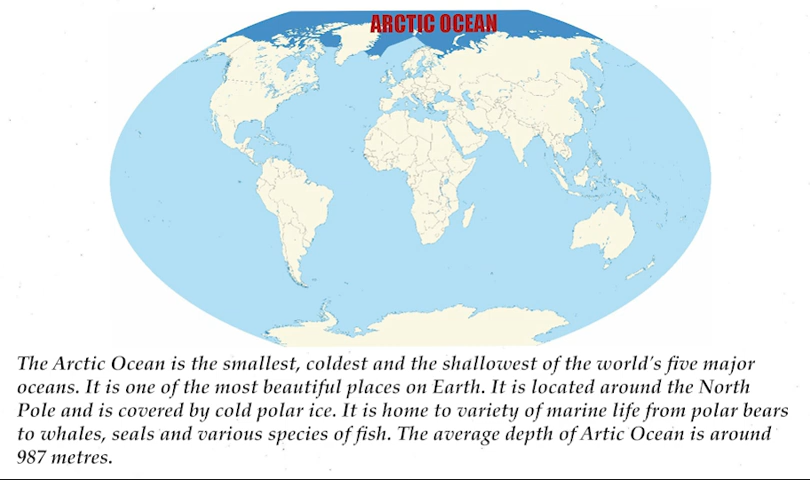 ARCTIC OCEAN
The Arctic Ocean is the smallest, coldest and the shallowest of the world's five major
oceans. It is one of the most beautiful places on Earth. It is located around the North
Pole and is covered by cold polar ice. It is home to variety of marine life from polar bears
to whales, seals and various species of fish. The average depth of Artic Ocean is around
987 metres.